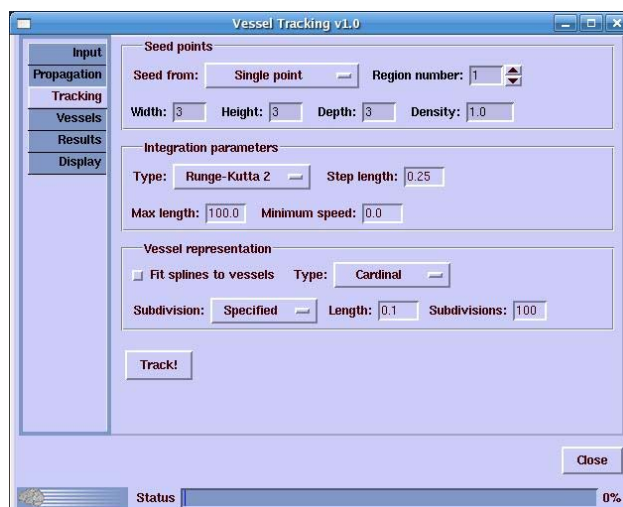 Vessel Tracking v1.0
Input
Propagation
Tracking
Vessels
Results
Display
Seed points
Seed from: Single point Region number: 1
Width: 3 Height: 3 Depth: 3 Density: 1.0
Integration parameters
Type: Runge-Kutta 2 Step length: 0.25
Max length: 100.0 Minimum speed: 0.0
Vessel representation
Fit splines to vessels Type: Cardinal
Subdivision: Specified Length: 0.1 Subdivisions: 100
Track!
Close
Status 0%